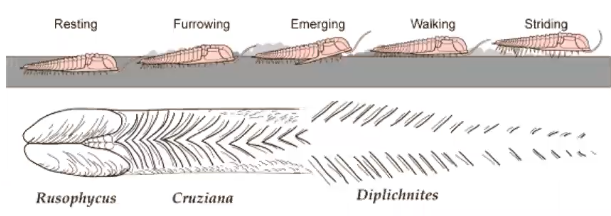 Resting Furrowing Emerging Walking Striding
Rusophycus Cruziana Diplichnites